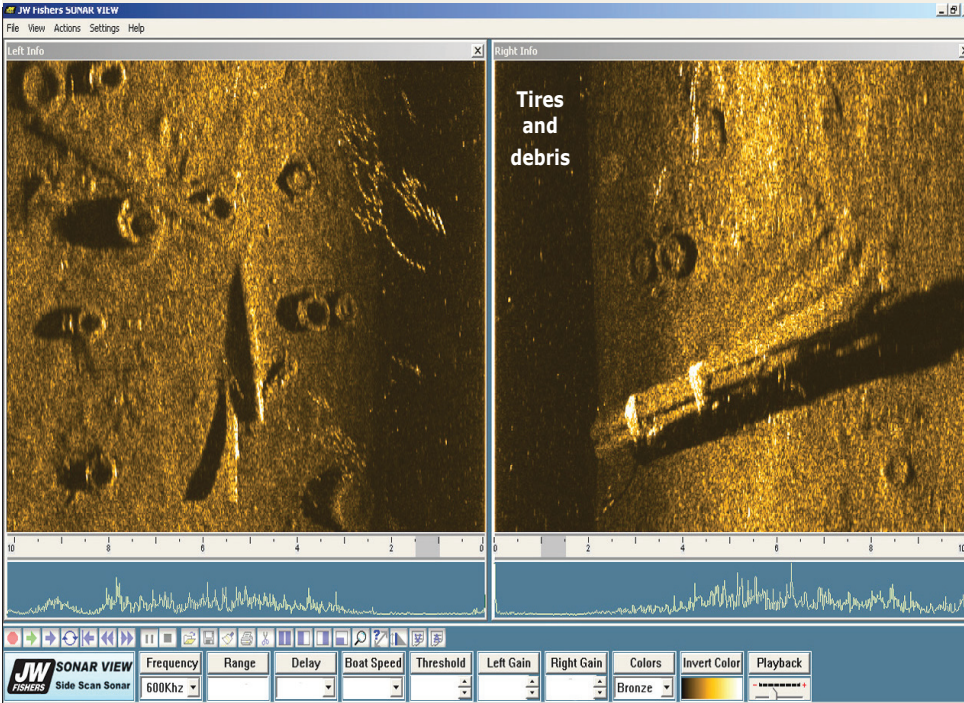 JW Fishers SONAR VIEW
File View Actions Settings Help
Left Info
Right Info
Tires
and
debris
10 8 6 4 2 0
0 2 4 6 8 10
JW
FISHERS
SONAR VIEW
Side Scan Sonar
Frequency Range Delay Boat Speed Threshold Left Gain Right Gain Colors Invert Color Playback
600Khz
Bronze